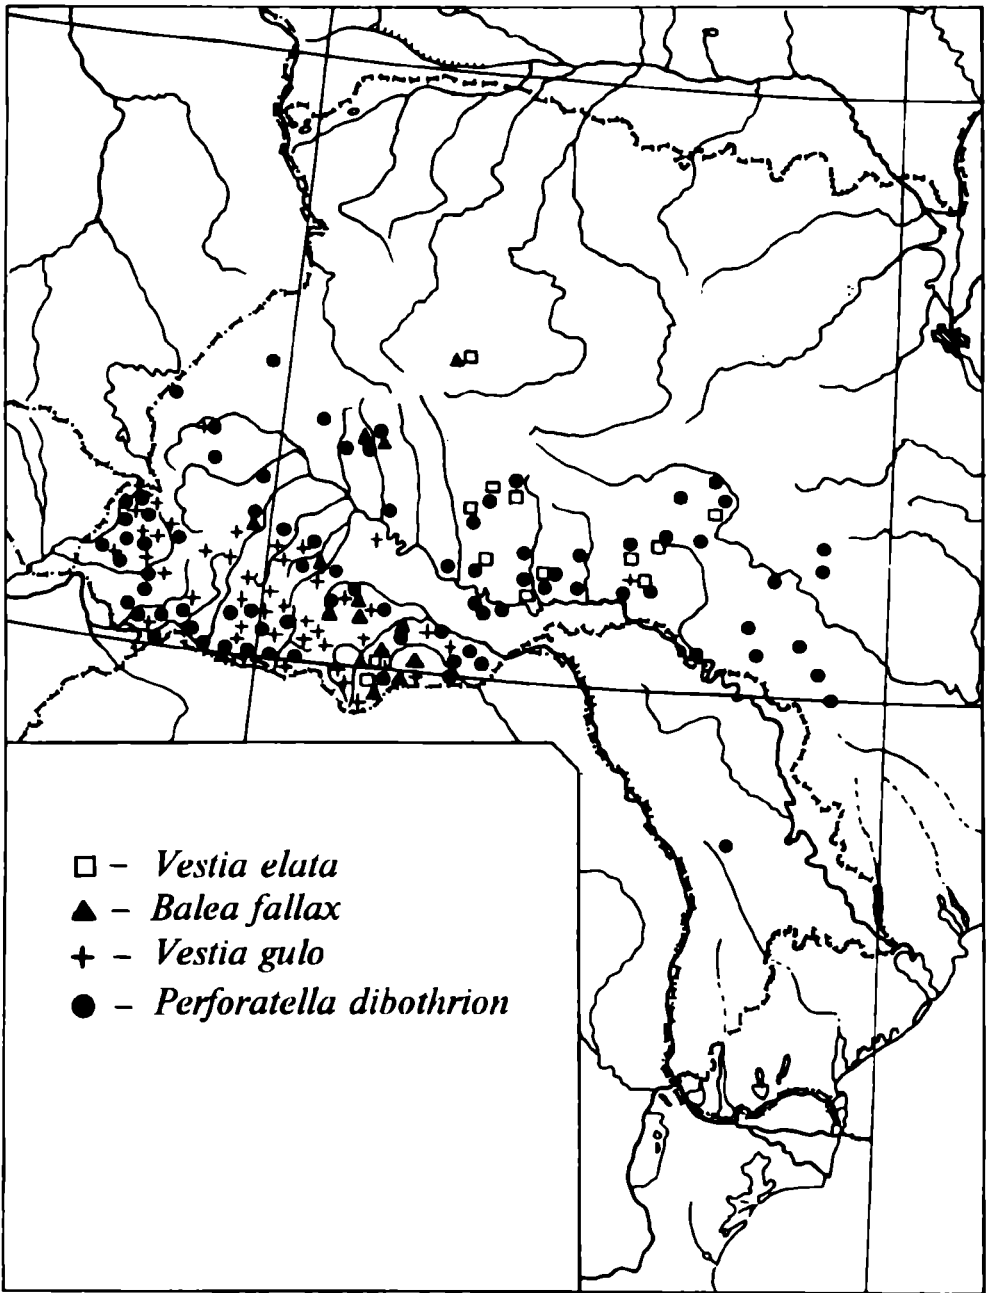 □ – Vestia elata
▲ – Balea fallax
+ – Vestia gulo
● – Perforatella dibothrion